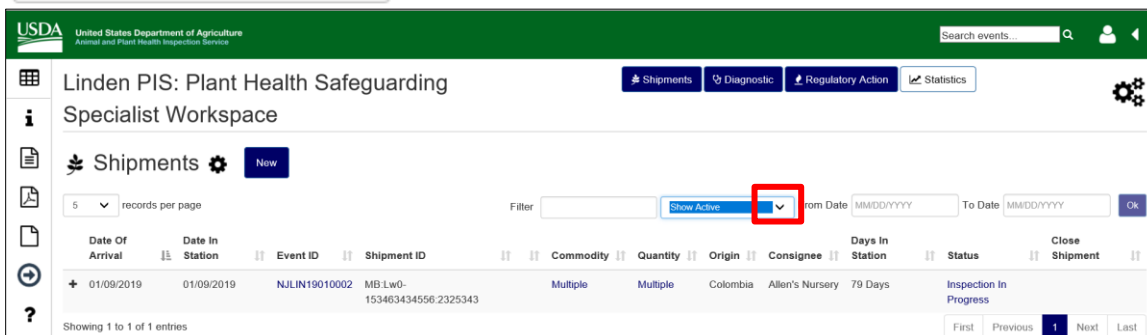 USDA United States Department of Agriculture
Animal and Plant Health Inspection Service
Search events...
Linden PIS: Plant Health Safeguarding
Specialist Workspace
Shipments Diagnostic Regulatory Action Statistics
Shipments New
5 records per page Filter Show Active rom Date MM/DD/YYYY To Date MM/DD/YYYY Ok
Date Of Arrival Date In Station Event ID Shipment ID Commodity Quantity Origin Consignee Days In Station Status Close Shipment
01/09/2019 01/09/2019 NJLIN19010002 MB:Lw0-153463434556:2325343 Multiple Multiple Colombia Allen's Nursery 79 Days Inspection In Progress
Showing 1 to 1 of 1 entries First Previous 1 Next Last